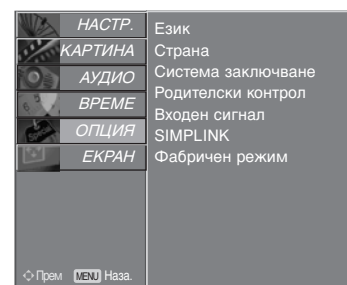 НАСТР.
КАРТИНА
АУДИО
ВРЕМЕ
ОПЦИЯ
ЕКРАН
Език
Страна
Система заключване
Родителски контрол
Входен сигнал
SIMPLINK
Фабричен режим
Прем MENU Наза.